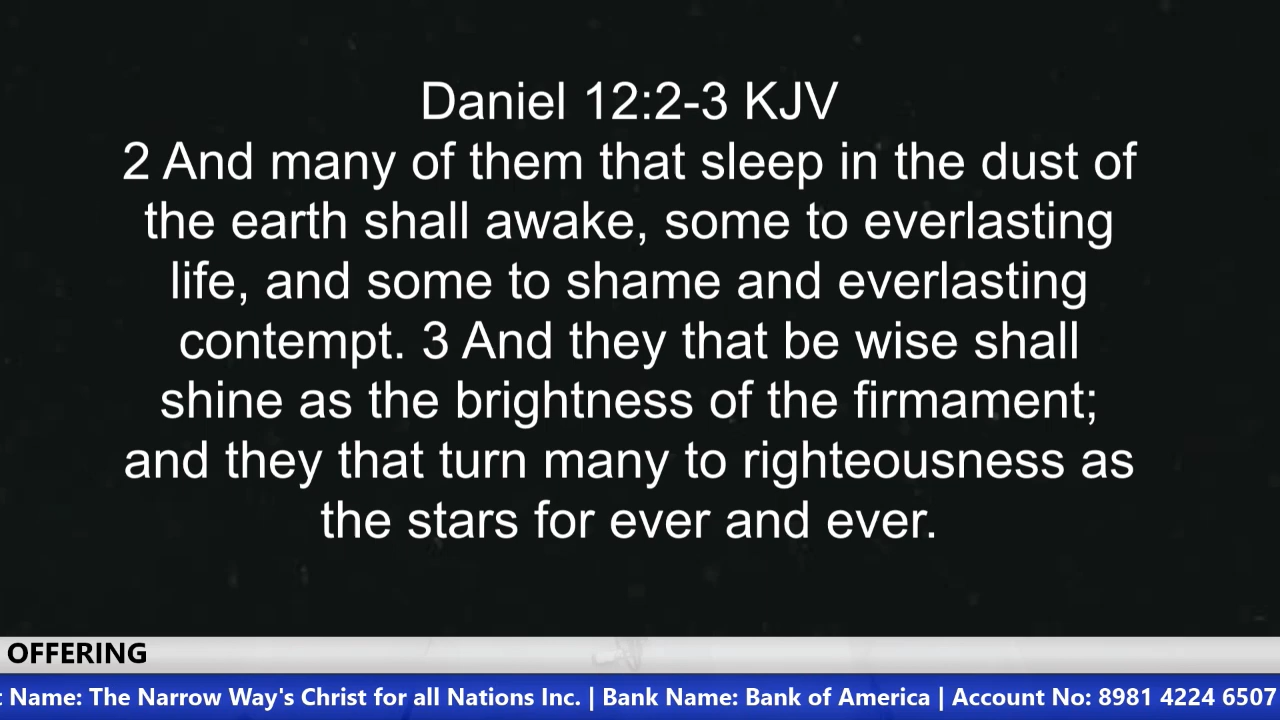 Daniel 12:2-3 KJV
2 And many of them that sleep in the dust of
the earth shall awake, some to everlasting
life, and some to shame and everlasting
contempt. 3 And they that be wise shall
shine as the brightness of the firmament;
and they that turn many to righteousness as
the stars for ever and ever.
OFFERING
Name: The Narrow Way's Christ for all Nations Inc. | Bank Name: Bank of America | Account No: 8981 4224 6507